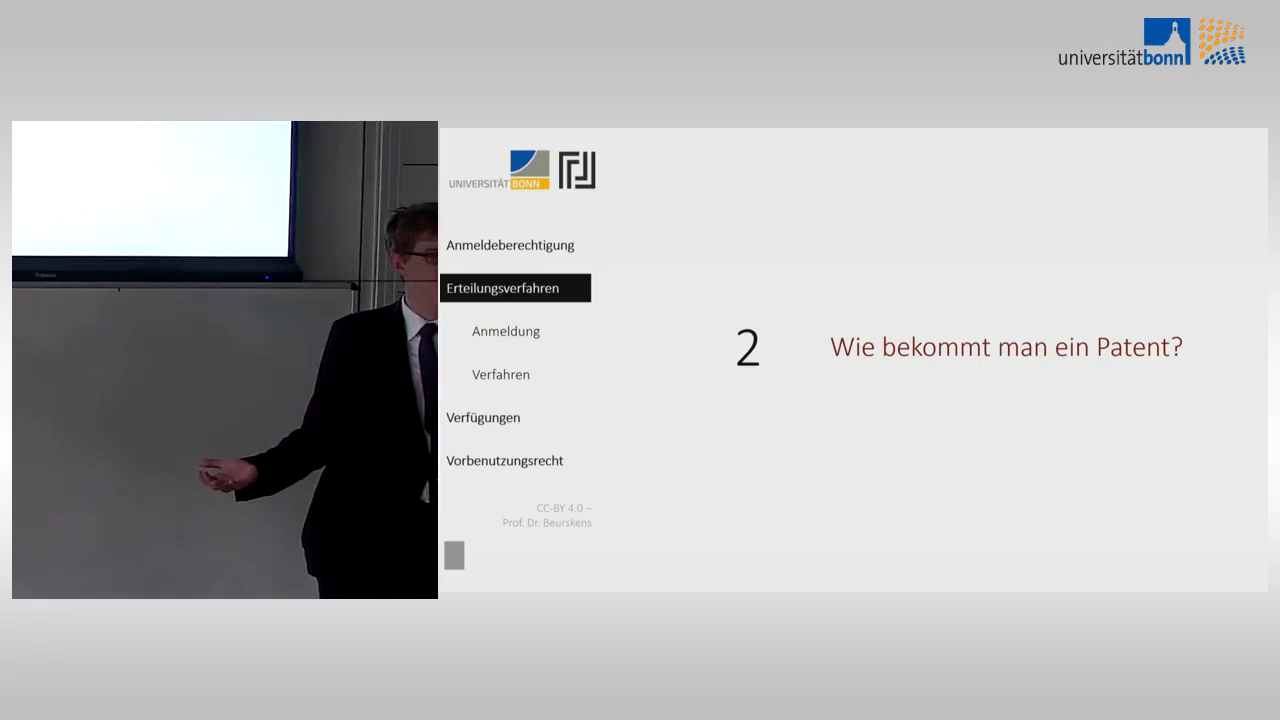 universitätbonn
UNIVERSITÄT BONN
Anmeldeberechtigung
Erteilungsverfahren
Anmeldung
Verfahren
Verfügungen
Vorbenutzungsrecht
CC-BY 4.0 –
Prof. Dr. Beurskens
2
Wie bekommt man ein Patent?